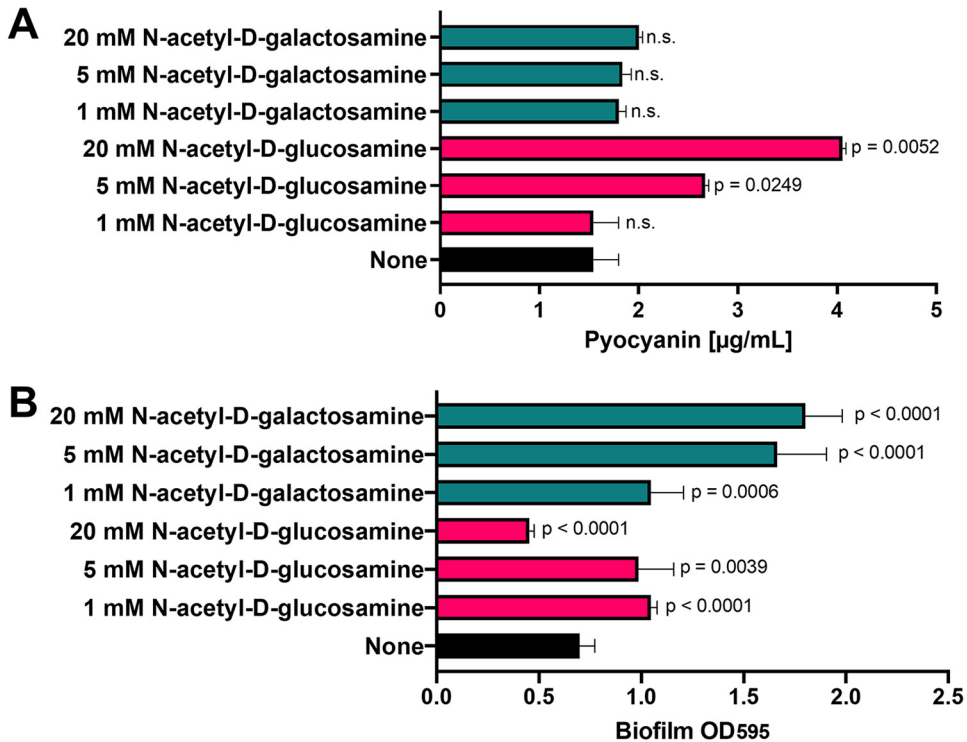 A
20 mM N-acetyl-D-galactosamine n.s.
5 mM N-acetyl-D-galactosamine n.s.
1 mM N-acetyl-D-galactosamine n.s.
20 mM N-acetyl-D-glucosamine p = 0.0052
5 mM N-acetyl-D-glucosamine p = 0.0249
1 mM N-acetyl-D-glucosamine n.s.
None
0 1 2 3 4 5
Pyocyanin [µg/mL]
B
20 mM N-acetyl-D-galactosamine p < 0.0001
5 mM N-acetyl-D-galactosamine p < 0.0001
1 mM N-acetyl-D-galactosamine p = 0.0006
20 mM N-acetyl-D-glucosamine p < 0.0001
5 mM N-acetyl-D-glucosamine p = 0.0039
1 mM N-acetyl-D-glucosamine p < 0.0001
None
0.0 0.5 1.0 1.5 2.0 2.5
Biofilm OD595